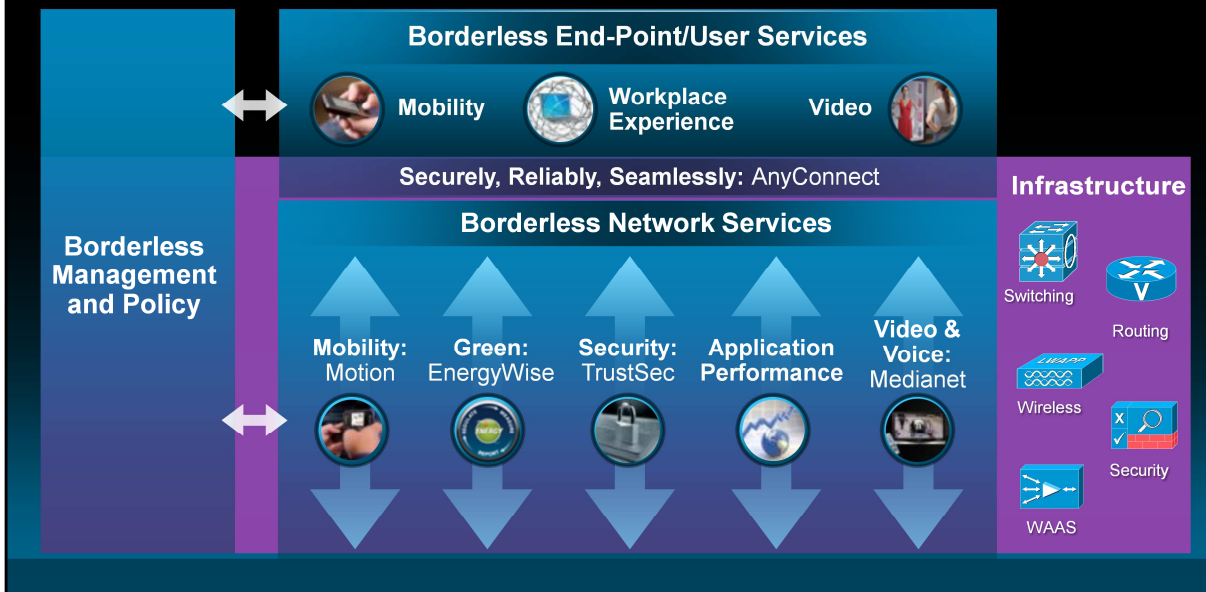 Borderless End-Point/User Services
Mobility
Workplace
Experience
Video
Securely, Reliably, Seamlessly: AnyConnect
Borderless Network Services
Borderless
Management
and Policy
Mobility:
Motion
Green:
EnergyWise
Security:
TrustSec
Application
Performance
Video &
Voice:
Medianet
ENERGY
REPORT
Infrastructure
Switching
V
Routing
LWAPP
Wireless
X
Security
WAAS